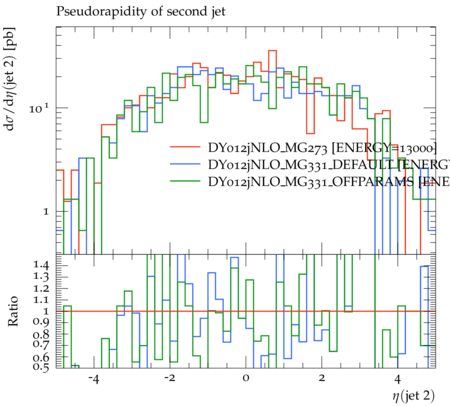 Pseudorapidity of second jet
dσ/dη(jet 2) [pb]
10¹
1
DY012jNLO_MG273 [ENERGY=13000]
DY012jNLO_MG331_DEFAULT [ENERGY
DY012jNLO_MG331_OFFPARAMS [ENE
Ratio
1.4
1.3
1.2
1.1
1
0.9
0.8
0.7
0.6
0.5
-4 -2 0 2 4
η(jet 2)